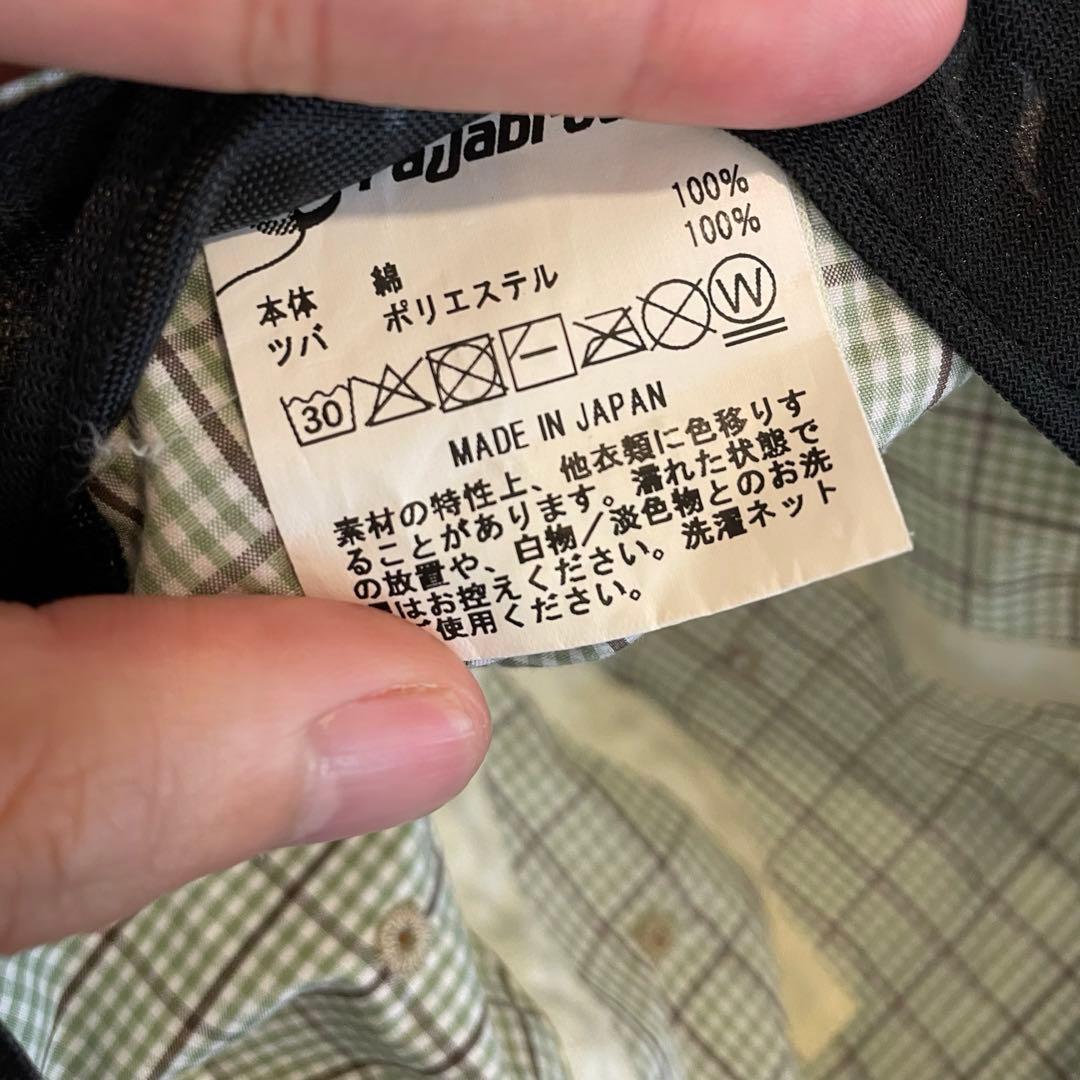 本体 綿 100%
ツバ ポリエステル 100%
30 W
MADE IN JAPAN
素材の特性上、他衣類に色移りす
ることがあります。濡れた状態で
の放置や、白物/淡色物とのお洗
はお控えください。洗濯ネット
ご使用ください。